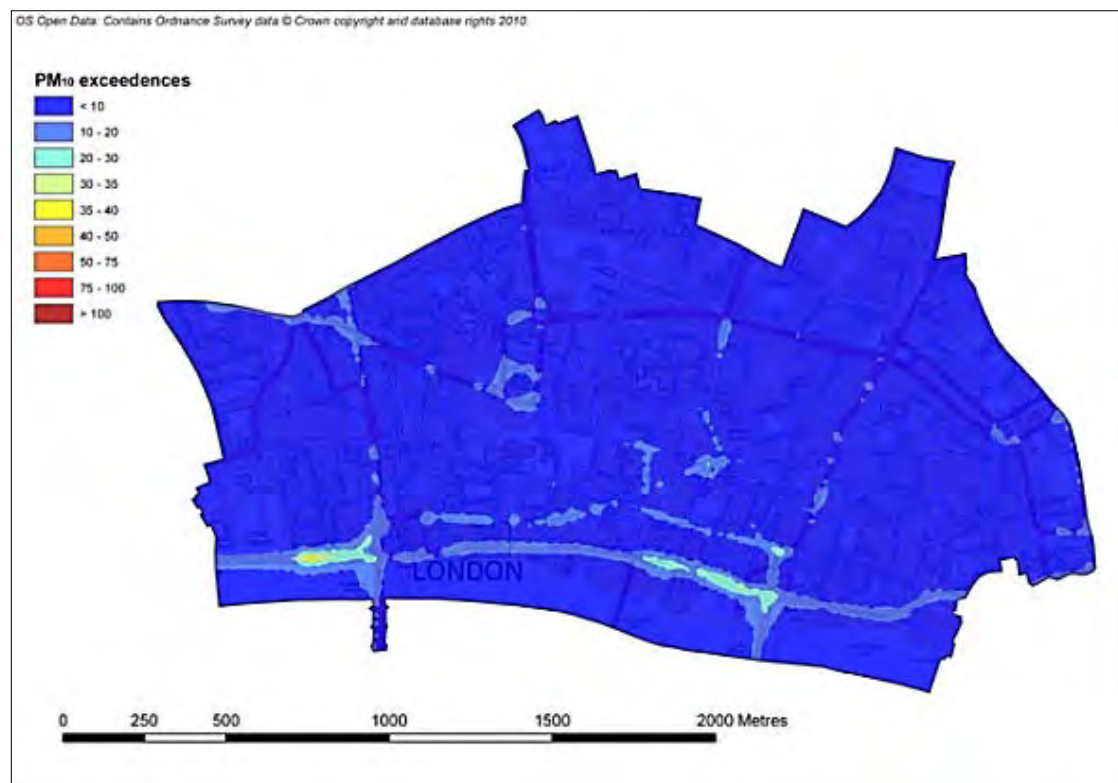 OS Open Data: Contains Ordnance Survey data © Crown copyright and database rights 2010
PM10 exceedences
< 10
10 - 20
20 - 30
30 - 35
35 - 40
40 - 50
50 - 75
75 - 100
> 100
LONDON
0 250 500 1000 1500 2000 Metres